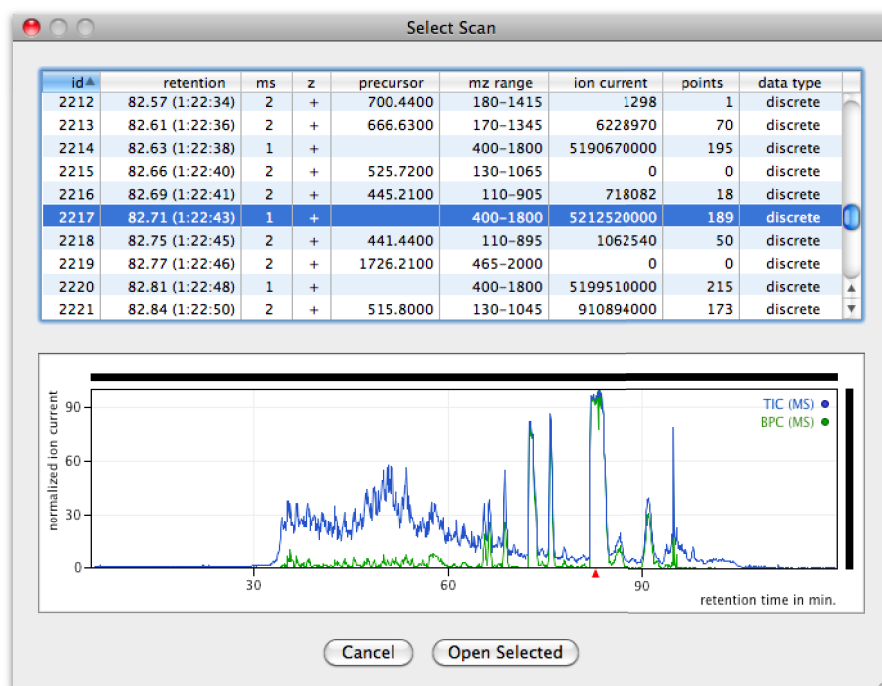 Select Scan
id retention ms z precursor mz range ion current points data type
2212 82.57 (1:22:34) 2 + 700.4400 180-1415 1298 1 discrete
2213 82.61 (1:22:36) 2 + 666.6300 170-1345 6228970 70 discrete
2214 82.63 (1:22:38) 1 + 400-1800 5190670000 195 discrete
2215 82.66 (1:22:40) 2 + 525.7200 130-1065 0 0 discrete
2216 82.69 (1:22:41) 2 + 445.2100 110-905 718082 18 discrete
2217 82.71 (1:22:43) 1 + 400-1800 5212520000 189 discrete
2218 82.75 (1:22:45) 2 + 441.4400 110-895 1062540 50 discrete
2219 82.77 (1:22:46) 2 + 1726.2100 465-2000 0 0 discrete
2220 82.81 (1:22:48) 1 + 400-1800 5199510000 215 discrete
2221 82.84 (1:22:50) 2 + 515.8000 130-1045 910894000 173 discrete
normalized ion current
90
60
30
0
TIC (MS)
BPC (MS)
30 60 90
retention time in min.
Cancel Open Selected